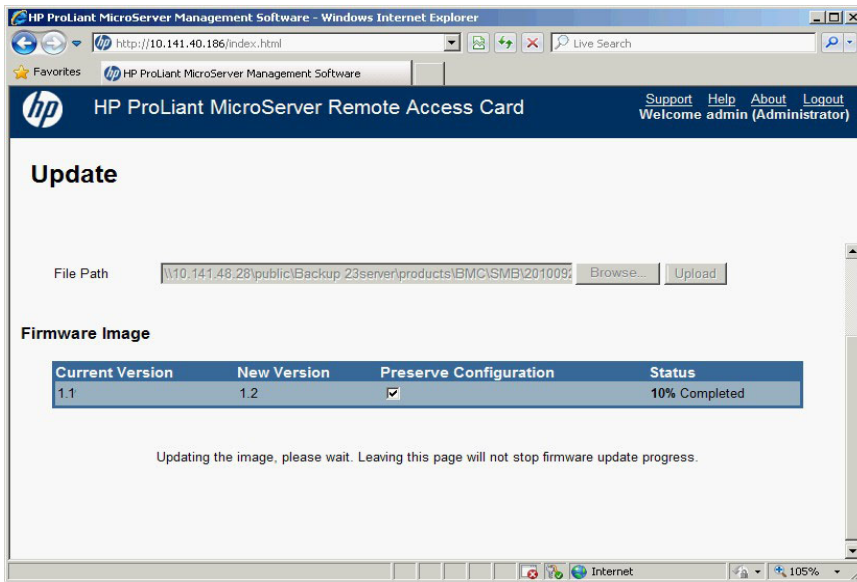 HP ProLiant MicroServer Management Software - Windows Internet Explorer
http://10.141.40.186/index.html
Live Search
Favorites
HP ProLiant MicroServer Management Software
hp
HP ProLiant MicroServer Remote Access Card
Support Help About Logout
Welcome admin (Administrator)
Update
File Path \\10.141.48.28\public\Backup 23server\products\BMC\SMB\2010092 Browse... Upload
Firmware Image
Current Version New Version Preserve Configuration Status
1.1 1.2 10% Completed
Updating the image, please wait. Leaving this page will not stop firmware update progress.
Internet 105%